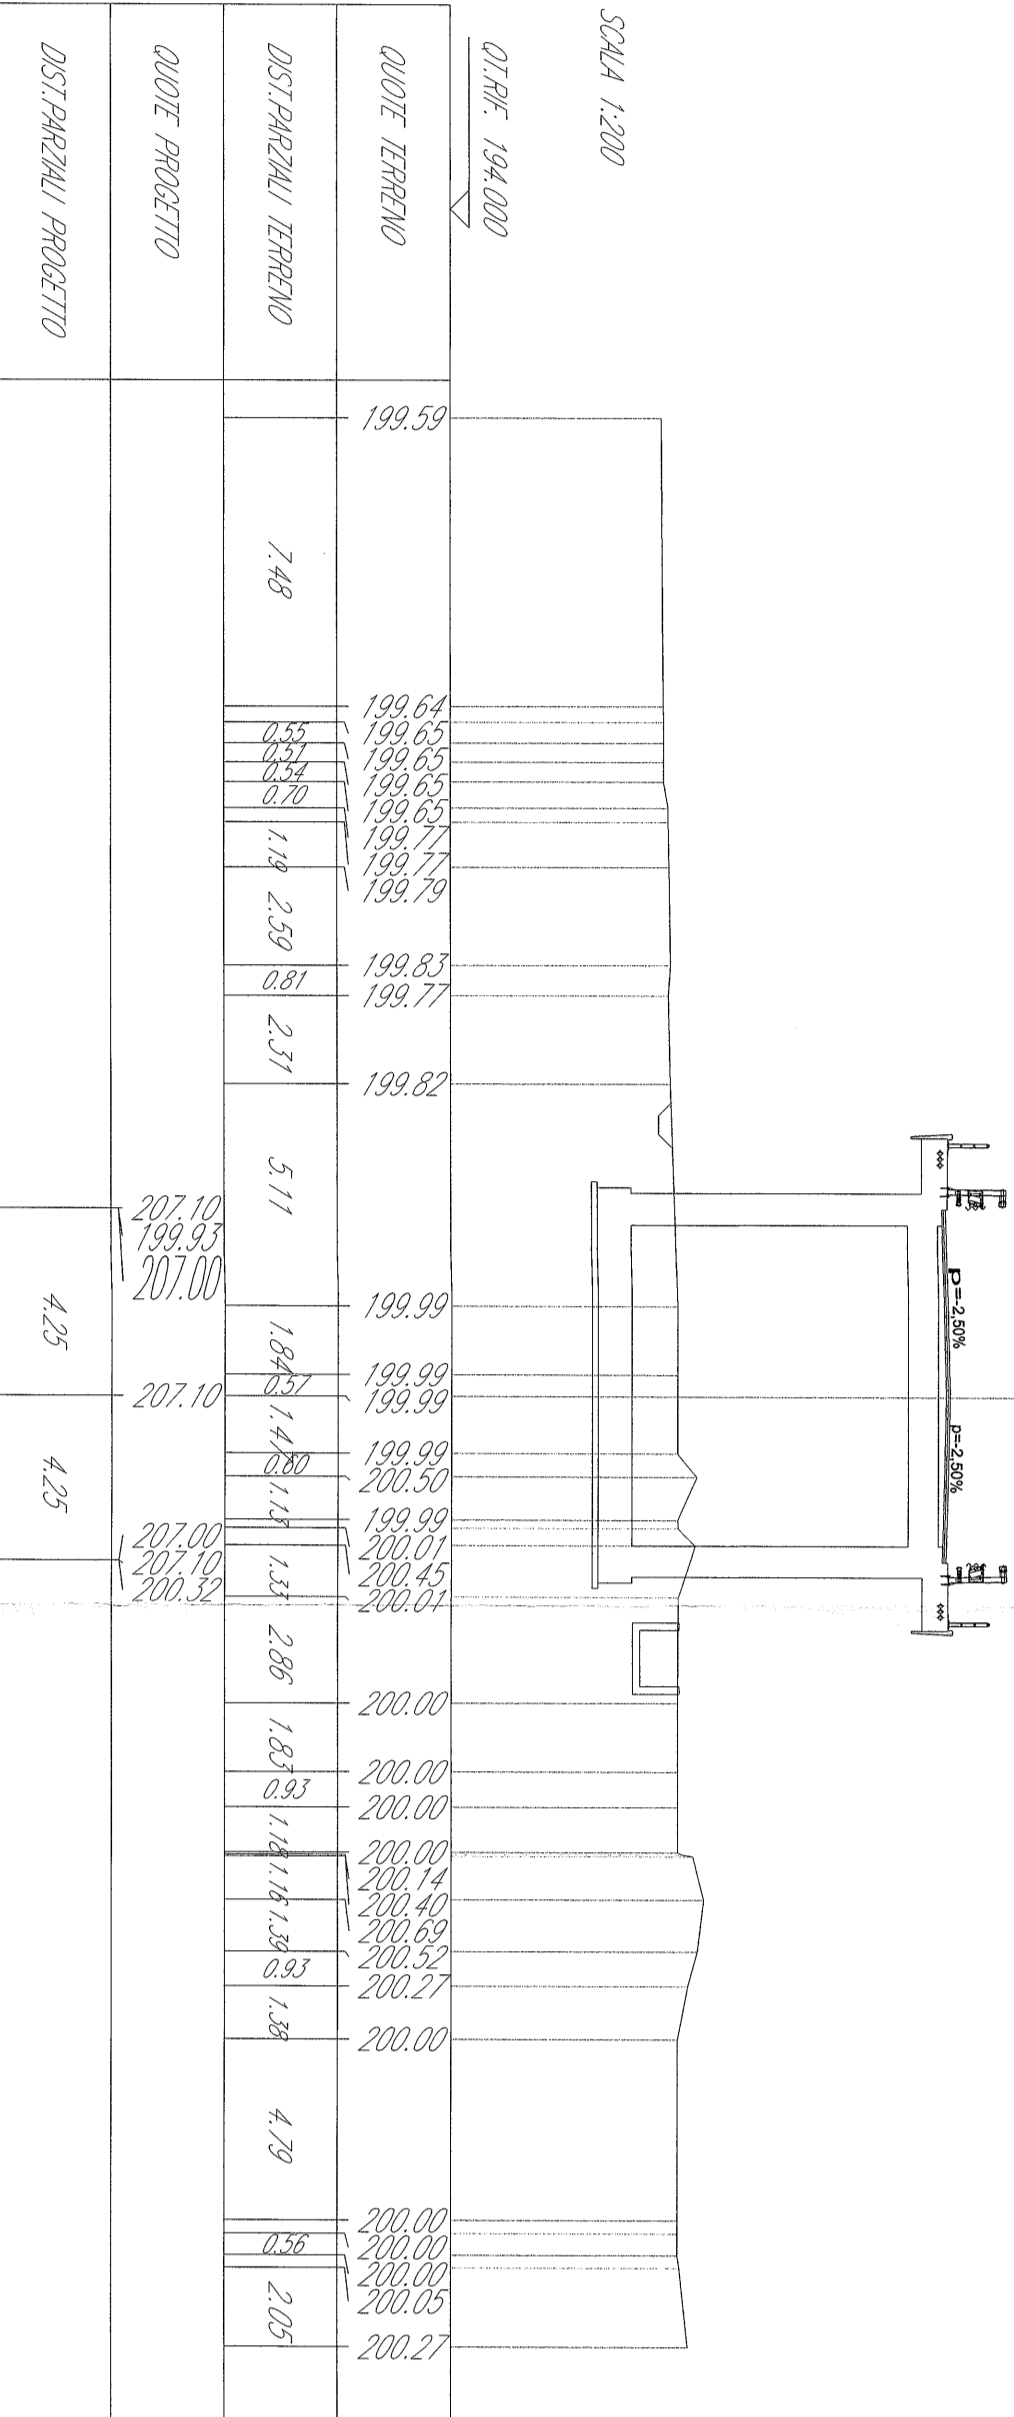 SCALA 1:200
p=-2,50% p=-2,50%
QT.RIF. 194.000
QUOTE TERRENO 199.59 199.64 199.65 199.65 199.65 199.65 199.77 199.77 199.79 199.83 199.77 199.82 199.99 199.99 199.99 199.99 200.50 199.99 200.01 200.45 200.01 200.00 200.00 200.00 200.00 200.14 200.40 200.69 200.52 200.27 200.00 200.00 200.00 200.00 200.05 200.27
DIST.PARZIALI TERRENO 7.48 0.55 0.51 0.54 0.70 1.19 2.59 0.81 2.31 5.11 1.84 0.57 1.47 0.60 1.13 1.33 2.86 1.83 0.93 1.18 1.16 1.39 0.93 1.38 4.79 0.56 2.05
QUOTE PROGETTO 207.10 199.93 207.00 207.10 207.00 207.10 200.32
DIST.PARZIALI PROGETTO 4.25 4.25